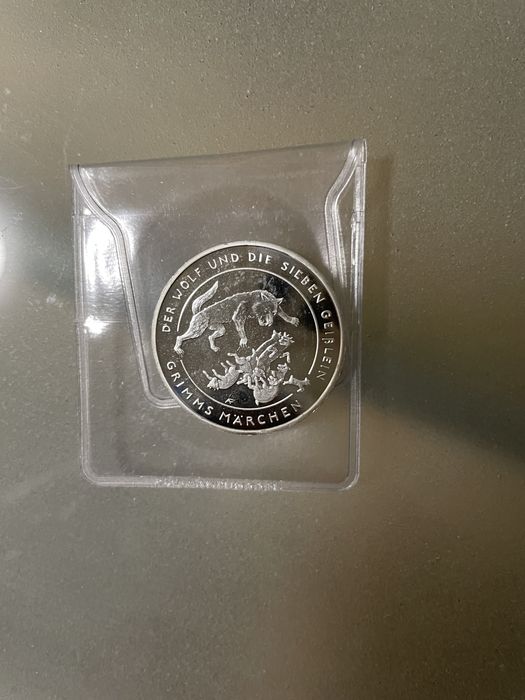 DER WOLF UND DIE SIEBEN GEIßLEIN
GRIMMS MÄRCHEN